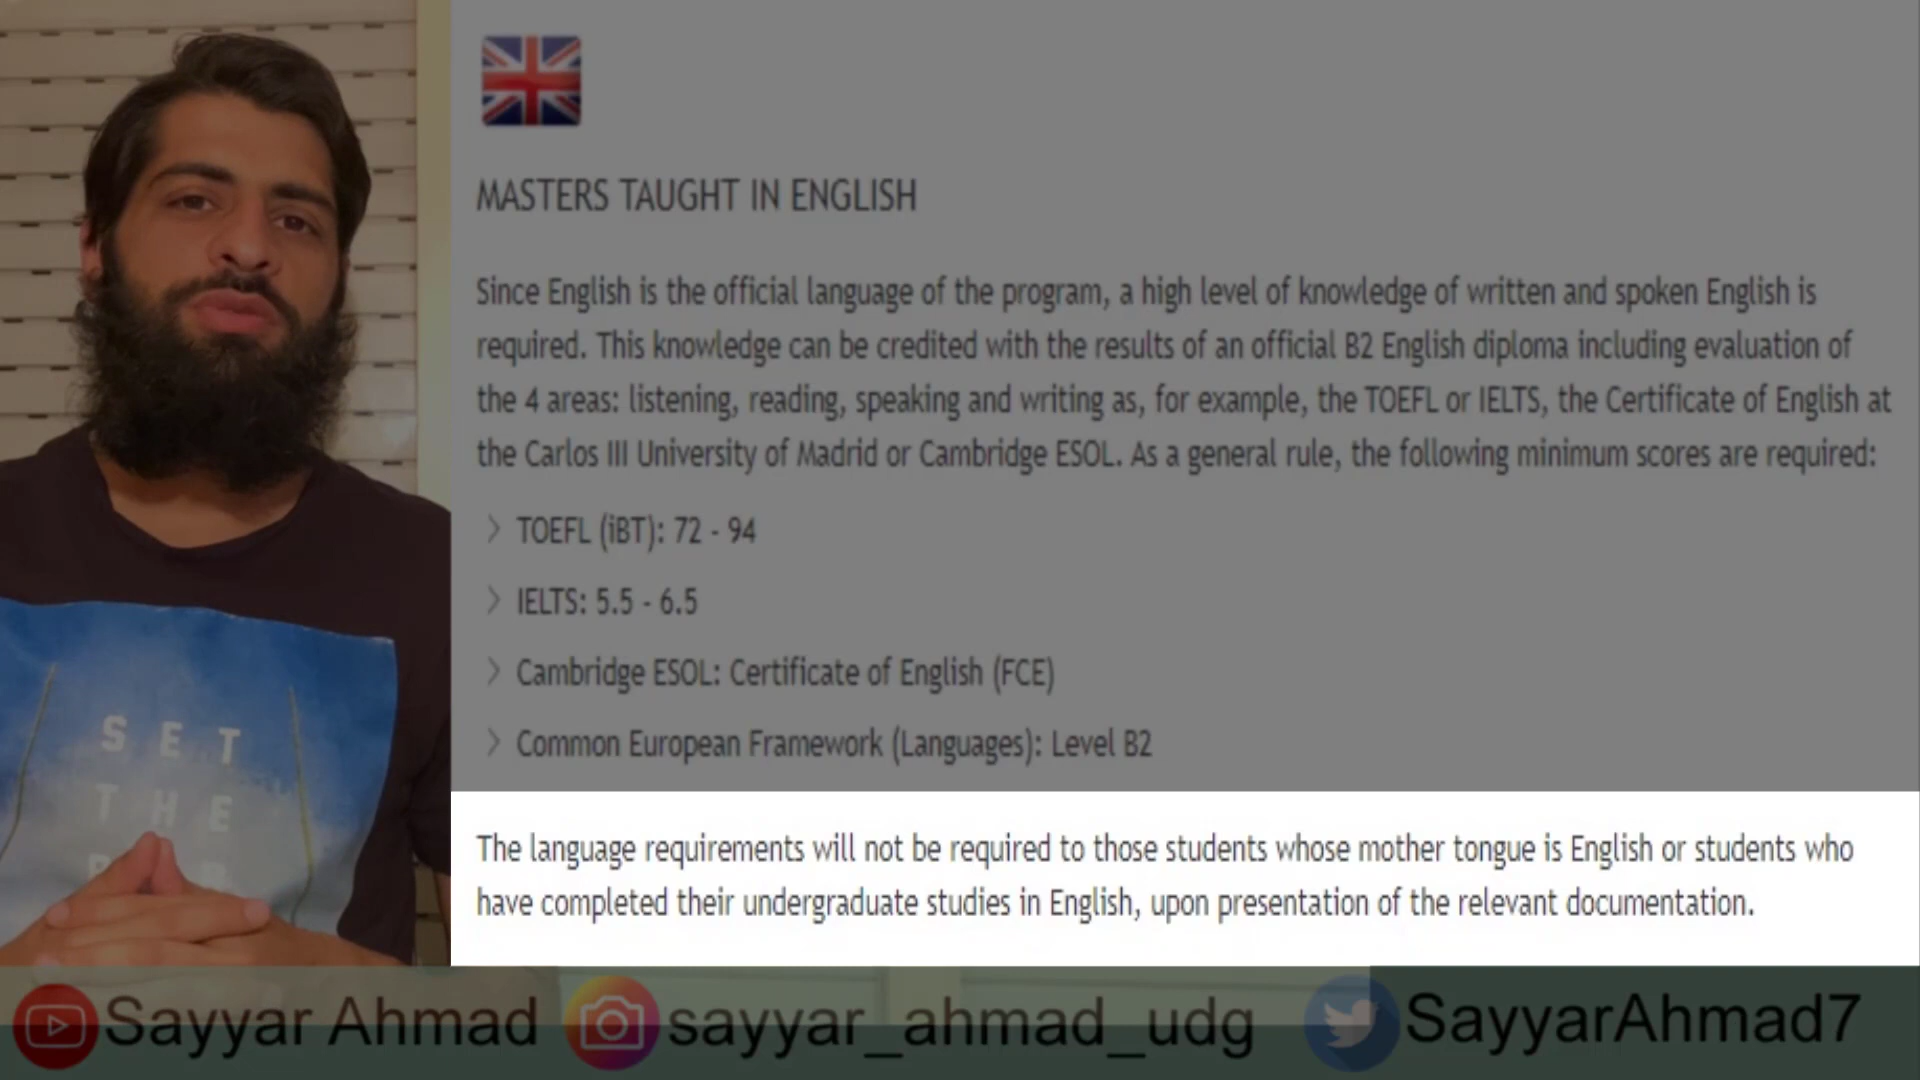 MASTERS TAUGHT IN ENGLISH
Since English is the official language of the program, a high level of knowledge of written and spoken English is
required. This knowledge can be credited with the results of an official B2 English diploma including evaluation of
the 4 areas: listening, reading, speaking and writing as, for example, the TOEFL or IELTS, the Certificate of English at
the Carlos III University of Madrid or Cambridge ESOL. As a general rule, the following minimum scores are required:
TOEFL (iBT): 72 - 94
IELTS: 5.5 - 6.5
Cambridge ESOL: Certificate of English (FCE)
Common European Framework (Languages): Level B2
The language requirements will not be required to those students whose mother tongue is English or students who
have completed their undergraduate studies in English, upon presentation of the relevant documentation.
SET
THE
Sayyar Ahmad sayyar_ahmad_udg SayyarAhmad7